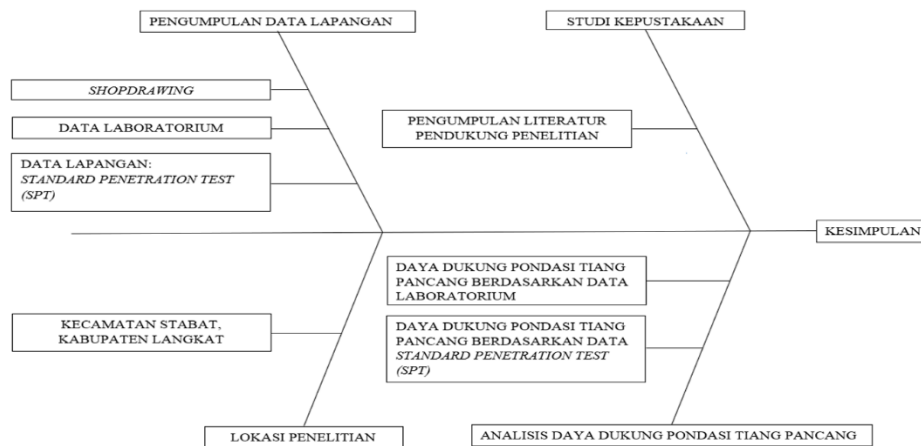 PENGUMPULAN DATA LAPANGAN
STUDI KEPUSTAKAAN
SHOPDRAWING
DATA LABORATORIUM
DATA LAPANGAN:
STANDARD PENETRATION TEST
(SPT)
PENGUMPULAN LITERATUR
PENDUKUNG PENELITIAN
KESIMPULAN
KECAMATAN STABAT,
KABUPATEN LANGKAT
DAYA DUKUNG PONDASI TIANG
PANCANG BERDASARKAN DATA
LABORATORIUM
DAYA DUKUNG PONDASI TIANG
PANCANG BERDASARKAN DATA
STANDARD PENETRATION TEST
(SPT)
LOKASI PENELITIAN
ANALISIS DAYA DUKUNG PONDASI TIANG PANCANG